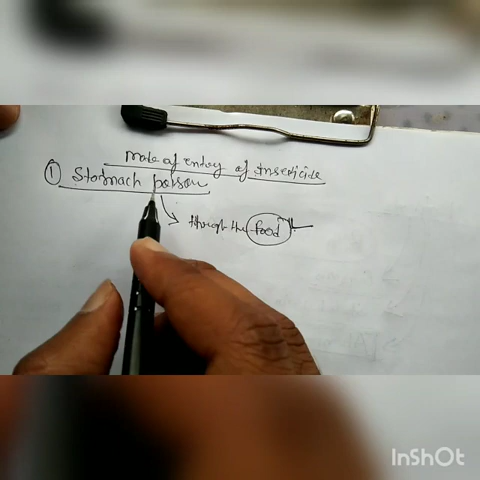 Mode of entry of Insecticide
① Stomach poison
through the food
InShOt